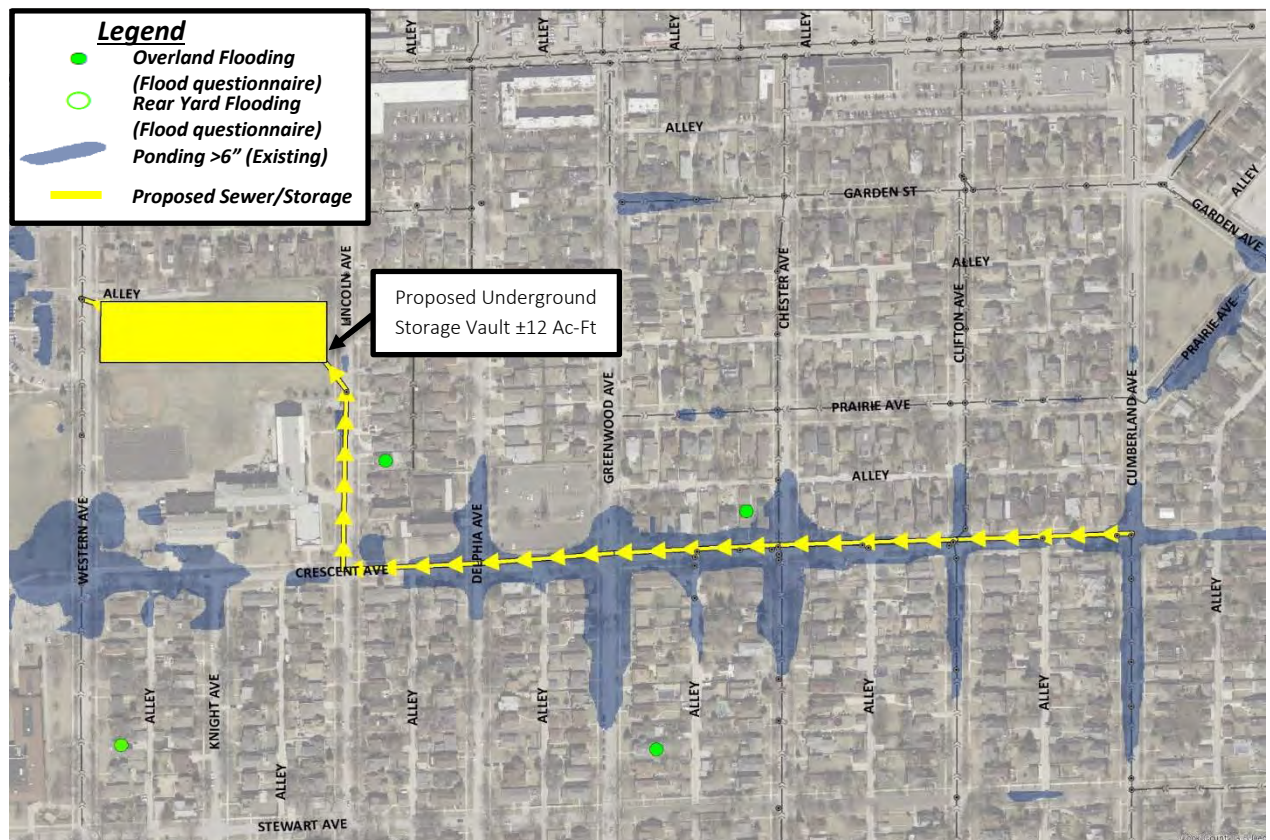 Legend
Overland Flooding
(Flood questionnaire)
Rear Yard Flooding
(Flood questionnaire)
Ponding >6” (Existing)
Proposed Sewer/Storage
ALLEY
ALLEY
ALLEY
ALLEY
ALLEY
ALLEY
GARDEN ST
GARDEN AVE
ALLEY
LINCOLN AVE
ALLEY
Proposed Underground
Storage Vault ±12 Ac-Ft
CHESTER AVE
CLIFTON AVE
ALLEY
PRAIRIE AVE
GREENWOOD AVE
PRAIRIE AVE
CUMBERLAND AVE
ALLEY
WESTERN AVE
DELPHIA AVE
CRESCENT AVE
ALLEY
KNIGHT AVE
ALLEY
ALLEY
ALLEY
ALLEY
ALLEY
ALLEY
ALLEY
STEWART AVE